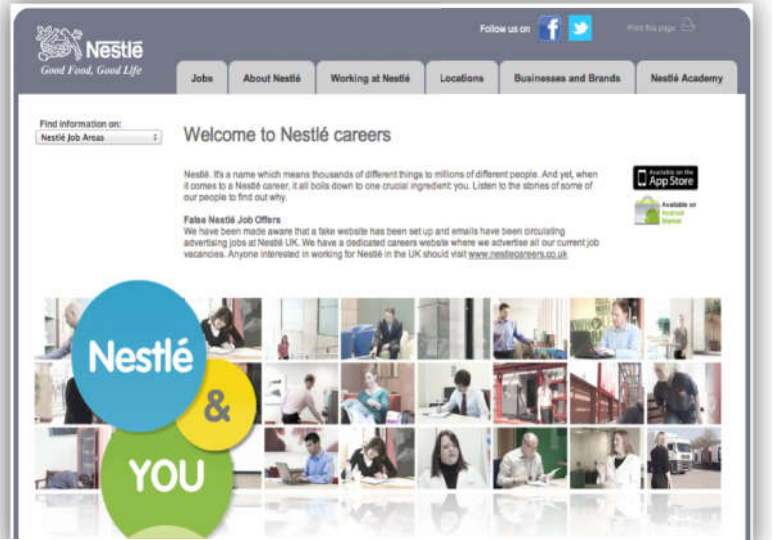 Nestlé
Good Food, Good Life
Follow us on
Print this page
Jobs
About Nestlé
Working at Nestlé
Locations
Businesses and Brands
Nestlé Academy
Find information on:
Nestlé Job Areas
Welcome to Nestlé careers
Nestlé. It's a name which means thousands of different things to millions of different people. And yet, when
it comes to a Nestlé career, it all boils down to one crucial ingredient: you. Listen to the stories of some of
our people to find out why.
False Nestlé Job Offers
We have been made aware that a fake website has been set up and emails have been circulating
advertising jobs at Nestlé UK. We have a dedicated careers website where we advertise all our current job
vacancies. Anyone interested in working for Nestlé in the UK should visit www.nestlecareers.co.uk
Available on the
App Store
Available on
Android
Market
Nestlé
&
YOU